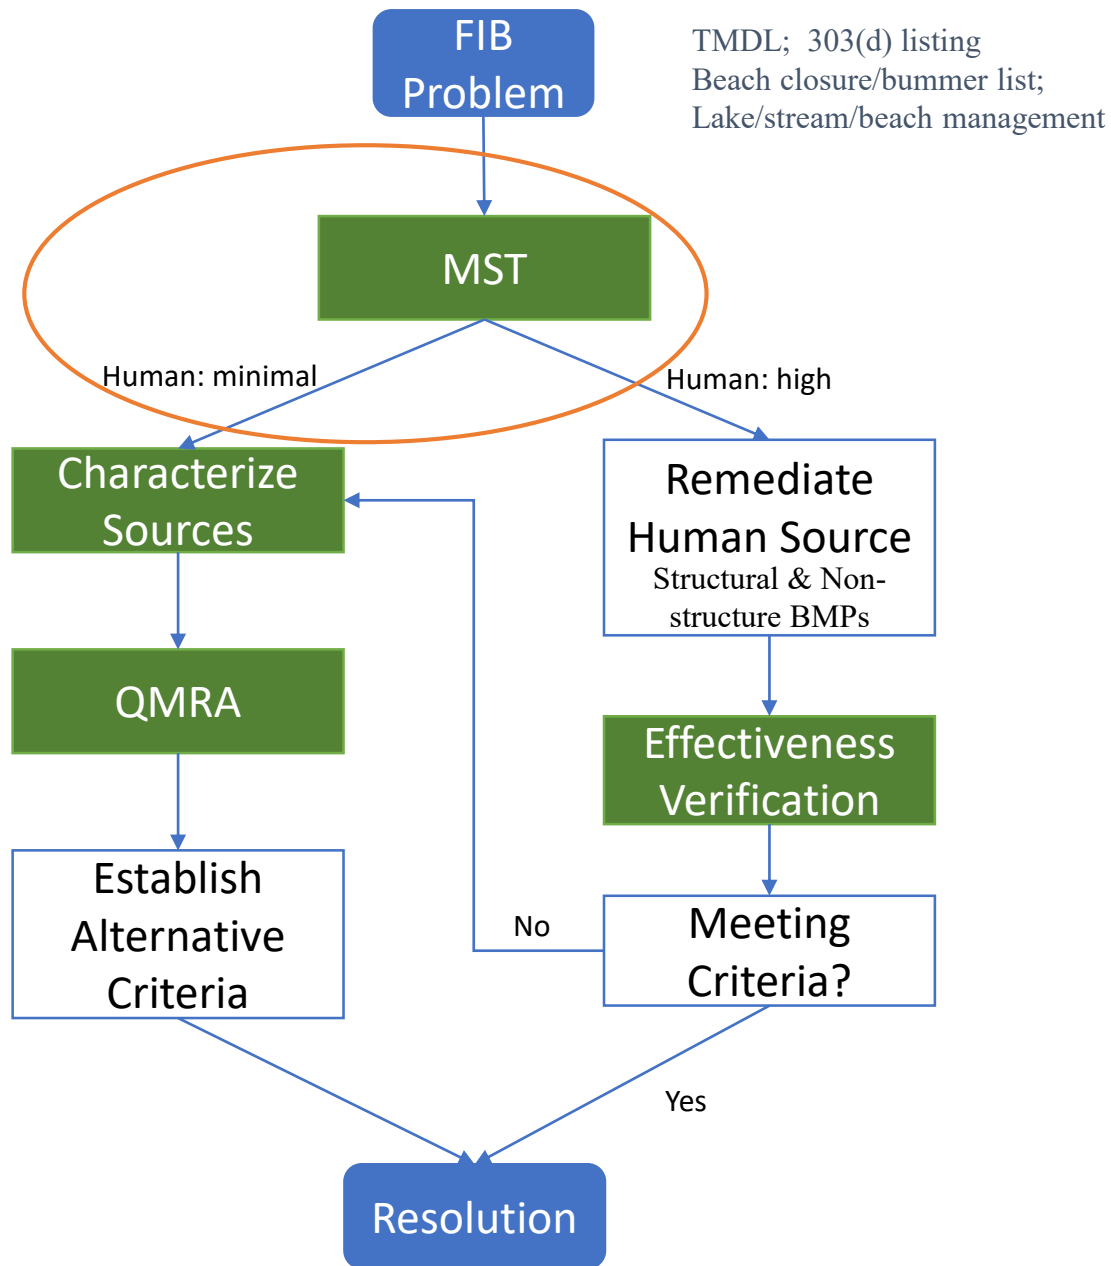 FIB
Problem
TMDL;  303(d) listing
Beach closure/bummer list;
Lake/stream/beach management
MST
Human: minimal
Human: high
Characterize
Sources
Remediate
Human Source
Structural & Non-
structure BMPs
QMRA
Effectiveness
Verification
Establish
Alternative
Criteria
No
Meeting
Criteria?
Yes
Resolution